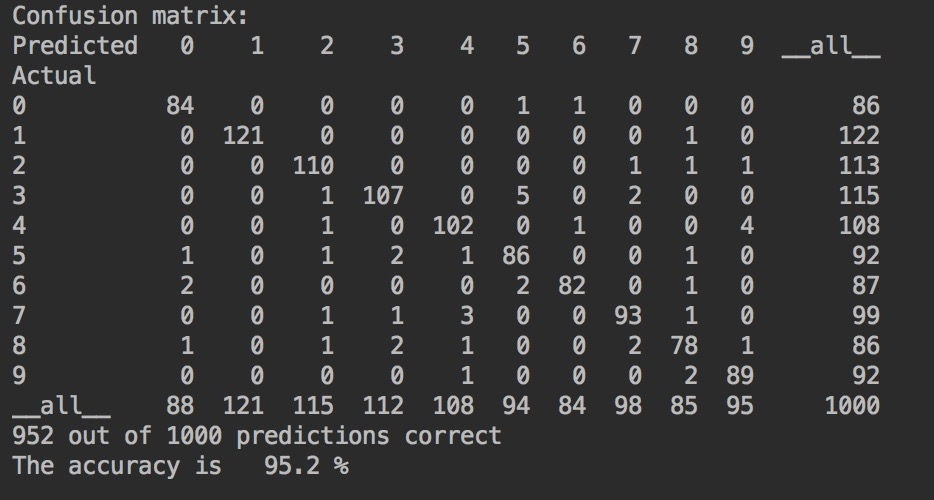 Confusion matrix:
Predicted   0    1    2    3    4   5   6   7   8   9  __all__
Actual
0          84    0    0    0    0   1   1   0   0   0       86
1           0  121    0    0    0   0   0   0   1   0      122
2           0    0  110    0    0   0   0   1   1   1      113
3           0    0    1  107    0   5   0   2   0   0      115
4           0    0    1    0  102   0   1   0   0   4      108
5           1    0    1    2    1  86   0   0   1   0       92
6           2    0    0    0    0   2  82   0   1   0       87
7           0    0    1    1    3   0   0  93   1   0       99
8           1    0    1    2    1   0   0   2  78   1       86
9           0    0    0    0    1   0   0   0   2  89       92
__all__    88  121  115  112  108  94  84  98  85  95     1000
952 out of 1000 predictions correct
The accuracy is   95.2 %